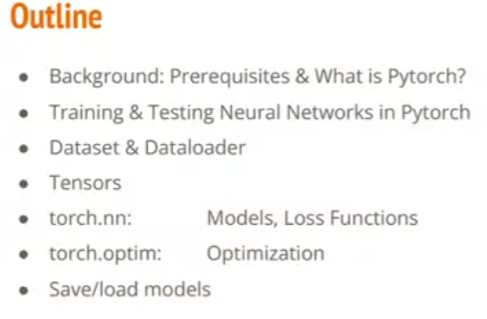 Outline
• Background: Prerequisites & What is Pytorch?
• Training & Testing Neural Networks in Pytorch
• Dataset & Dataloader
• Tensors
• torch.nn: Models, Loss Functions
• torch.optim: Optimization
• Save/load models